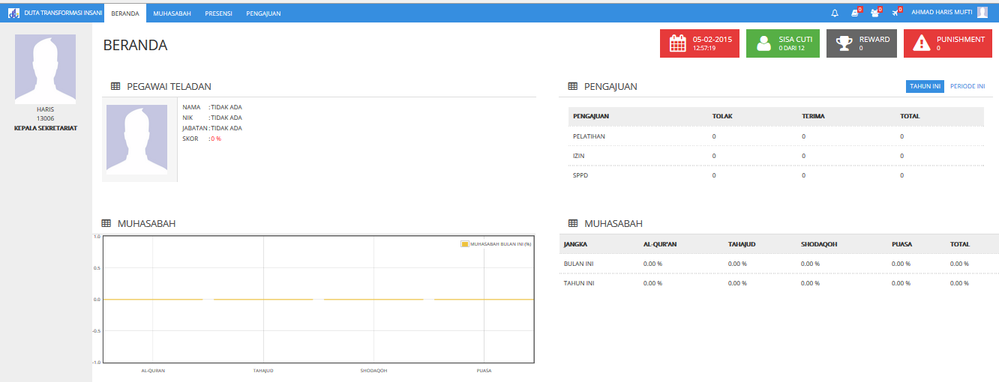 DUTA TRANSFORMASI INSANI BERANDA MUHASABAH PRESENSI PENGAJUAN 0 0 0 AHMAD HARIS MUFTI
HARIS
13006
KEPALA SEKRETARIAT
BERANDA
05-02-2015
12:57:19
SISA CUTI
0 DARI 12
REWARD
0
PUNISHMENT
0
PEGAWAI TELADAN
NAMA : TIDAK ADA
NIK : TIDAK ADA
JABATAN : TIDAK ADA
SKOR : 0 %
PENGAJUAN TAHUN INI PERIODE INI
PENGAJUAN TOLAK TERIMA TOTAL
PELATIHAN 0 0 0
IZIN 0 0 0
SPPD 0 0 0
MUHASABAH
MUHASABAH BULAN INI (%)
1.0
0.5
0.0
-0.5
-1.0
AL-QURAN TAHAJUD SHODAQOH PUASA
MUHASABAH
JANGKA AL-QUR'AN TAHAJUD SHODAQOH PUASA TOTAL
BULAN INI 0.00 % 0.00 % 0.00 % 0.00 % 0.00 %
TAHUN INI 0.00 % 0.00 % 0.00 % 0.00 % 0.00 %